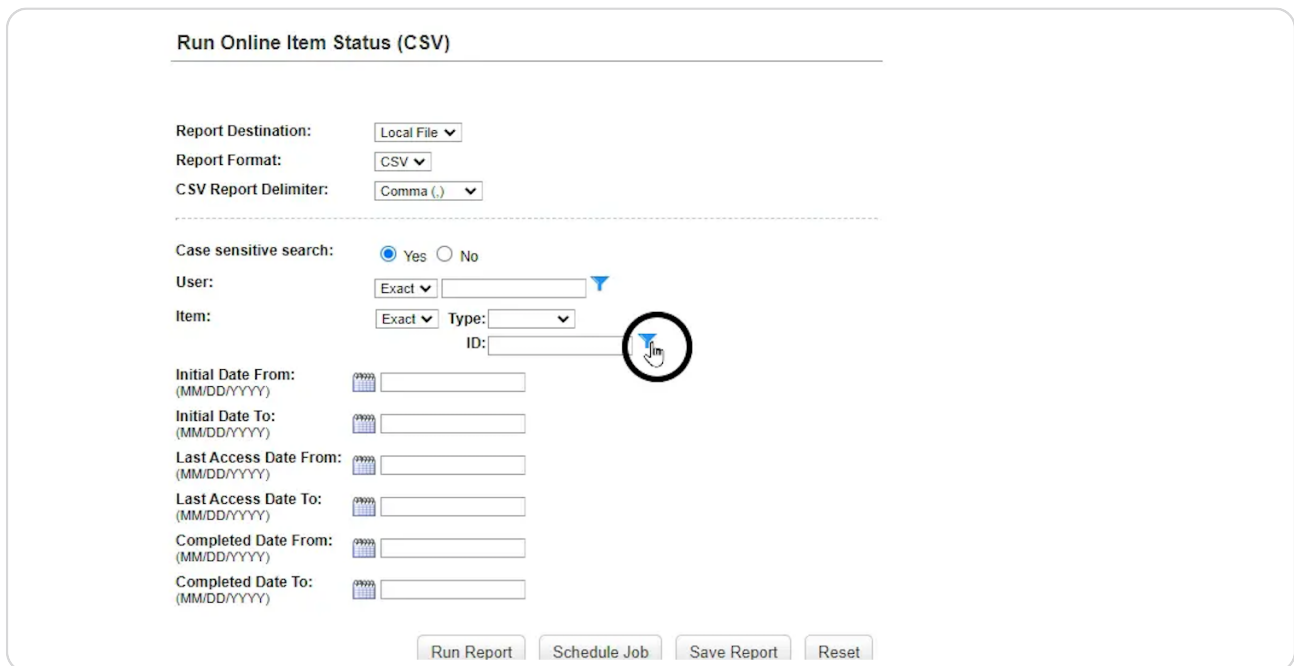 Run Online Item Status (CSV)
Report Destination: Local File
Report Format: CSV
CSV Report Delimiter: Comma (,)
Case sensitive search: Yes No
User: Exact
Item: Exact Type:
ID:
Initial Date From:
(MM/DD/YYYY)
Initial Date To:
(MM/DD/YYYY)
Last Access Date From:
(MM/DD/YYYY)
Last Access Date To:
(MM/DD/YYYY)
Completed Date From:
(MM/DD/YYYY)
Completed Date To:
(MM/DD/YYYY)
Run Report Schedule Job Save Report Reset